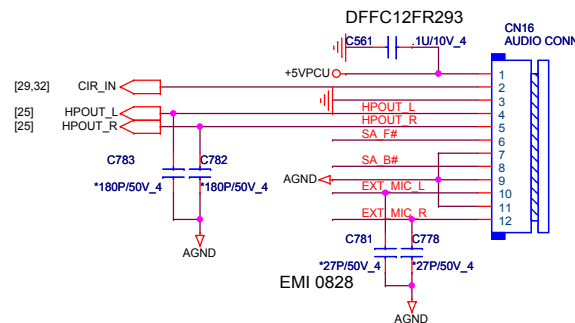 DFFC12FR293
CN16
C561 .1U/10V_4 AUDIO CONN
+5VPCU 1
[29,32] CIR_IN 2
3
[25] HPOUT_L HPOUT_L 4
[25] HPOUT_R HPOUT_R 5
SA_F# 6
7
C783 C782 SA_B# 8
AGND 9
*180P/50V_4 *180P/50V_4 EXT_MIC_L 10
11
EXT_MIC_R 12
C781 C778
AGND
*27P/50V_4 *27P/50V_4
EMI 0828
AGND